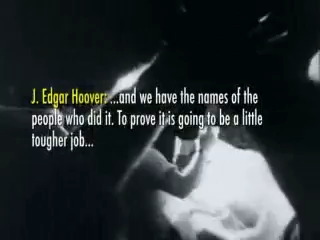 J. Edgar Hoover: ...and we have the names of the
people who did it. To prove it is going to be a little
tougher job...